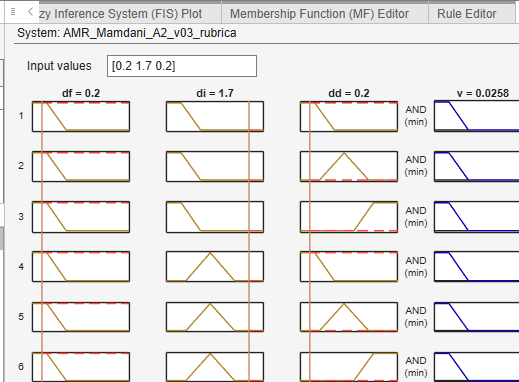 zy Inference System (FIS) Plot Membership Function (MF) Editor Rule Editor
System: AMR_Mamdani_A2_v03_rubrica
Input values [0.2 1.7 0.2]
df = 0.2 di = 1.7 dd = 0.2 v = 0.0258
1 AND
(min)
2 AND
(min)
3 AND
(min)
4 AND
(min)
5 AND
(min)
6 AND
(min)